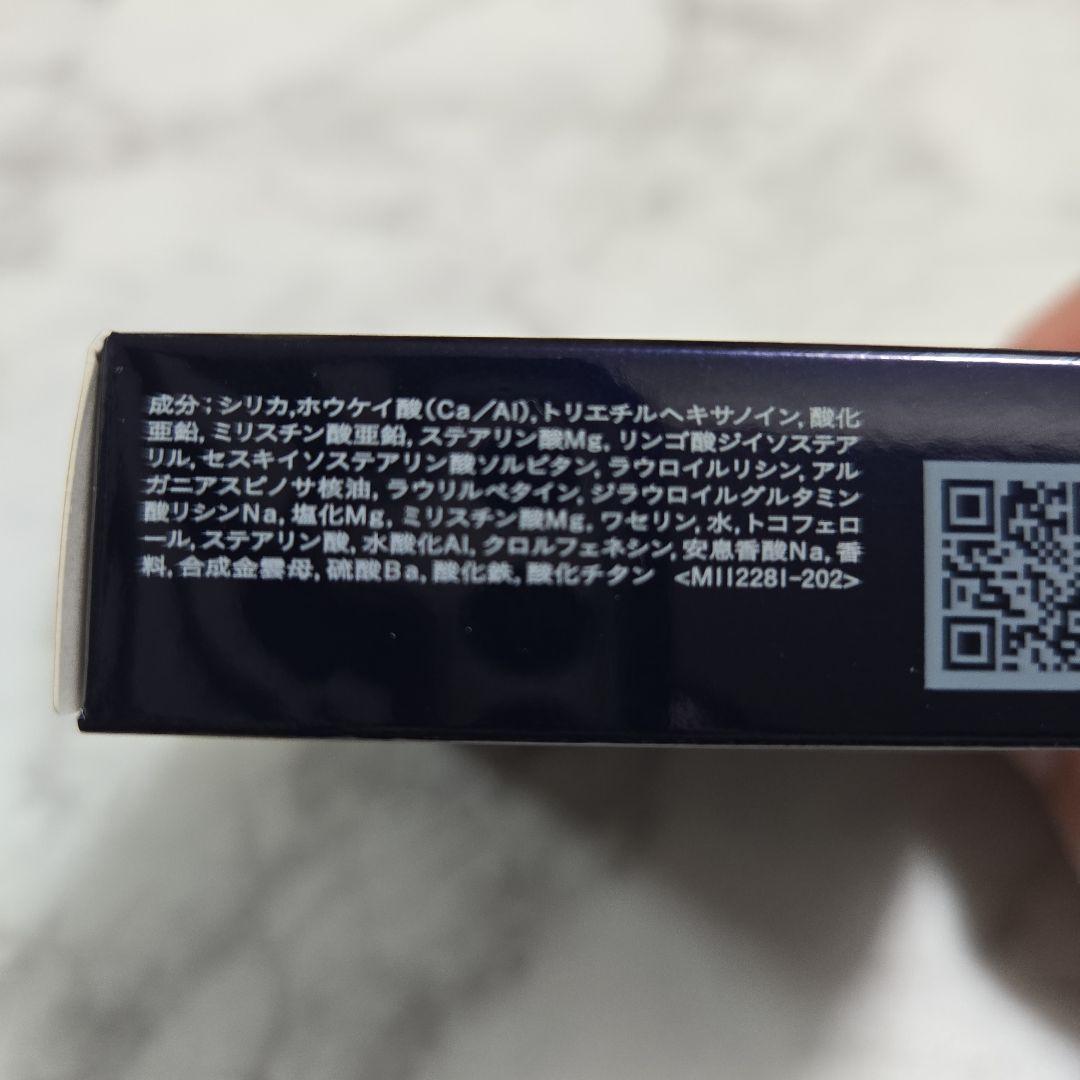 成分；シリカ,ホウケイ酸(Ca/Al),トリエチルヘキサノイン,酸化
亜鉛,ミリスチン酸亜鉛,ステアリン酸Mg,リンゴ酸ジイソステア
リル,セスキイソステアリン酸ソルビタン,ラウロイルリシン,アル
ガニアスピノサ核油,ラウリルベタイン,ジラウロイルグルタミン
酸リシンNa,塩化Mg,ミリスチン酸Mg,ワセリン,水,トコフェロ
ール,ステアリン酸,水酸化Al,クロルフェネシン,安息香酸Na,香
料,合成金雲母,硫酸Ba,酸化鉄,酸化チタン <MI12281-202>